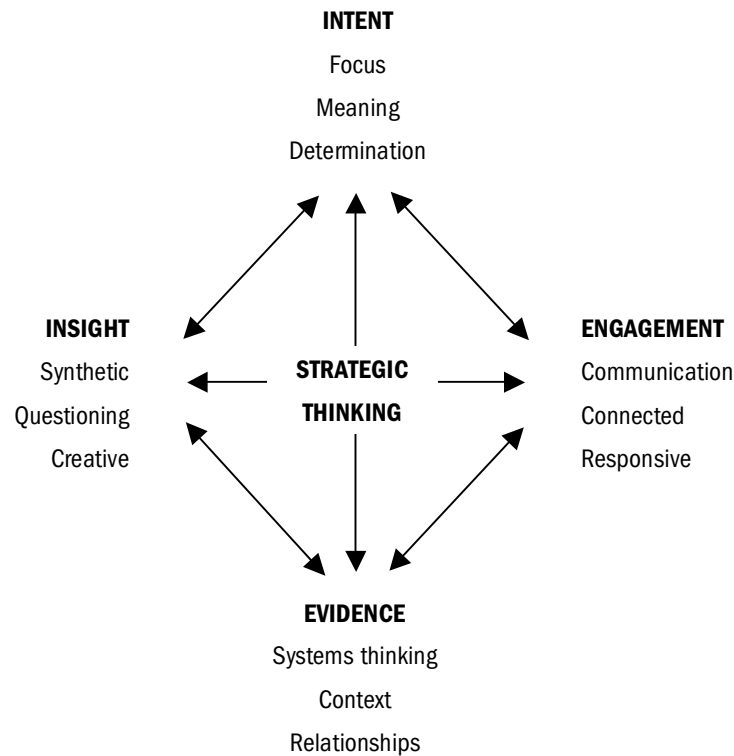 INTENT
Focus
Meaning
Determination
INSIGHT
Synthetic
Questioning
Creative
STRATEGIC
THINKING
ENGAGEMENT
Communication
Connected
Responsive
EVIDENCE
Systems thinking
Context
Relationships